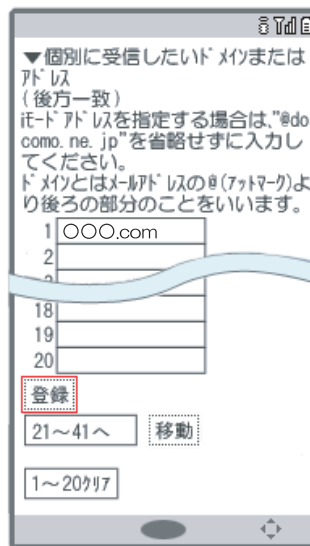 ▼個別に受信したいドメインまたは
アドレス
(後方一致)
iモードアドレスを指定する場合は、"@do
como.ne.jp"を省略せずに入力し
てください。
ドメインとはメールアドレスの@(アットマーク)よ
り後ろの部分のことをいいます。
1 〇〇〇.com
2
18
19
20
登録
21～41へ 移動
1～20クリア